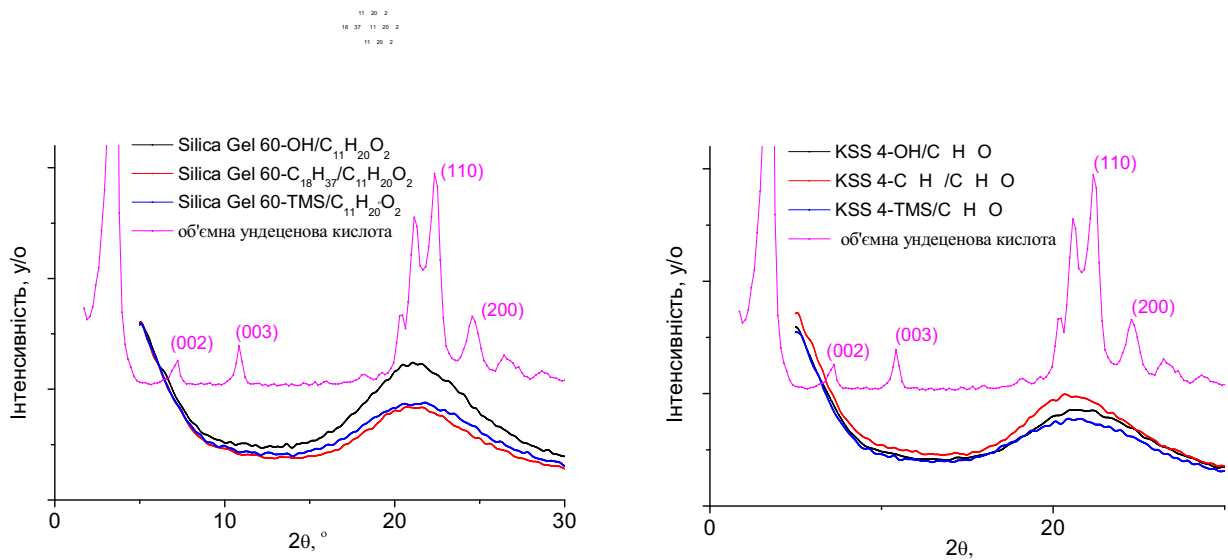 11 20 2
18 37 11 20 2
11 20 2
Silica Gel 60-OH/C11H20O2
Silica Gel 60-C18H37/C11H20O2
Silica Gel 60-TMS/C11H20O2
об'ємна ундеценова кислота
(110)
(200)
(002)
(003)
Інтенсивність, у/о
0
10
20
30
2θ, °
KSS 4-OH/C H O
KSS 4-C H /C H O
KSS 4-TMS/C H O
об'ємна ундеценова кислота
(110)
(200)
(002)
(003)
Інтенсивність, у/о
0
20
2θ,